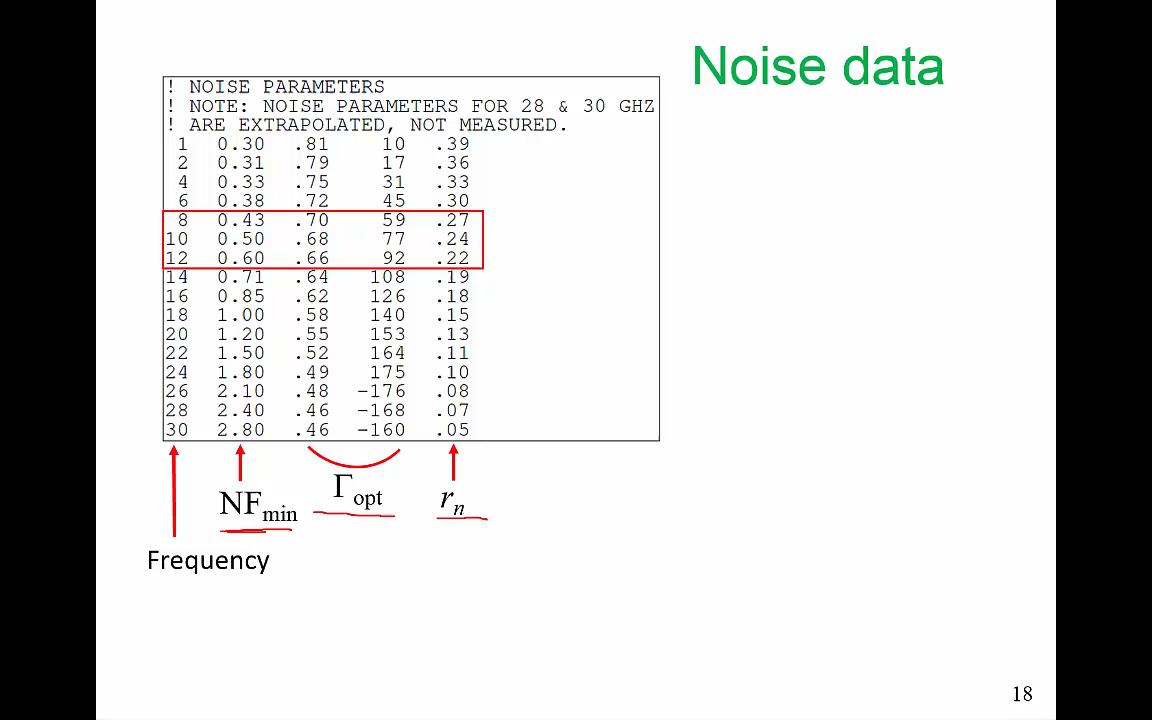 Noise data
! NOISE PARAMETERS
! NOTE: NOISE PARAMETERS FOR 28 & 30 GHZ
! ARE EXTRAPOLATED, NOT MEASURED.
1 0.30 .81 10 .39
2 0.31 .79 17 .36
4 0.33 .75 31 .33
6 0.38 .72 45 .30
8 0.43 .70 59 .27
10 0.50 .68 77 .24
12 0.60 .66 92 .22
14 0.71 .64 108 .19
16 0.85 .62 126 .18
18 1.00 .58 140 .15
20 1.20 .55 153 .13
22 1.50 .52 164 .11
24 1.80 .49 175 .10
26 2.10 .48 -176 .08
28 2.40 .46 -168 .07
30 2.80 .46 -160 .05
NFmin Γopt rn
Frequency
18